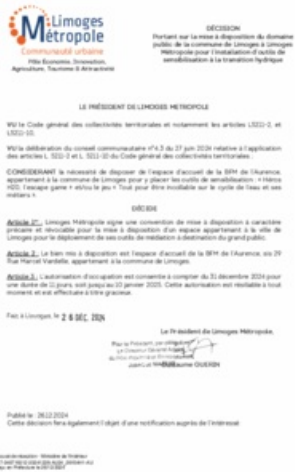 Limoges
Métropole
Communauté urbaine
Pôle Économie, Innovation,
Agriculture, Tourisme & Attractivité
DÉCISION
Portant sur la mise à disposition du domaine
public de la commune de Limoges à Limoges
Métropole pour l'installation d'outils de
sensibilisation à la transition hydrique
LE PRÉSIDENT DE LIMOGES METROPOLE
VU le Code général des collectivités territoriales et notamment les articles L5211-2, et
L5211-10,
VU la délibération du conseil communautaire n°4.3 du 27 juin 2024 relative à l'application
des articles L. 5211-2 et L. 5211-10 du Code général des collectivités territoriales
CONSIDERANT la nécessité de disposer de l'espace d'accueil de la BFM de l'Aurence,
appartenant à la commune de Limoges pour y placer les outils de sensibilisation : « Héros
H2O, l'escape game » et/ou le jeu « Tout pour être incollable sur le cycle de l'eau et ses
métiers ».
DÉCIDE
Article 1er : Limoges Métropole signe une convention de mise à disposition à caractère
précaire et révocable pour la mise à disposition d'un espace appartenant à la ville de
Limoges pour le déploiement de ses outils de médiation à destination du grand public.
Article 2 : Le bien mis à disposition est l'espace d'accueil de la BFM de l'Aurence, sis 29
Rue Marcel Vardelle, appartenant à la commune de Limoges.
Article 3 : L'autorisation d'occupation est consentie à compter du 31 décembre 2024 pour
une durée de 11 jours, soit jusqu'au 10 janvier 2025. Cette autorisation est révocable à tout
moment et est effectuée à titre gracieux.
Fait à Limoges, le 26 DEC. 2024
Le Président de Limoges Métropole,
Pour le Président, par délégation
Le Directeur Général
Jean-Luc Guillaume GUERIN
Publié le : 26.12.2024
Cette décision fera également l'objet d'une notification auprès de l'intéressé